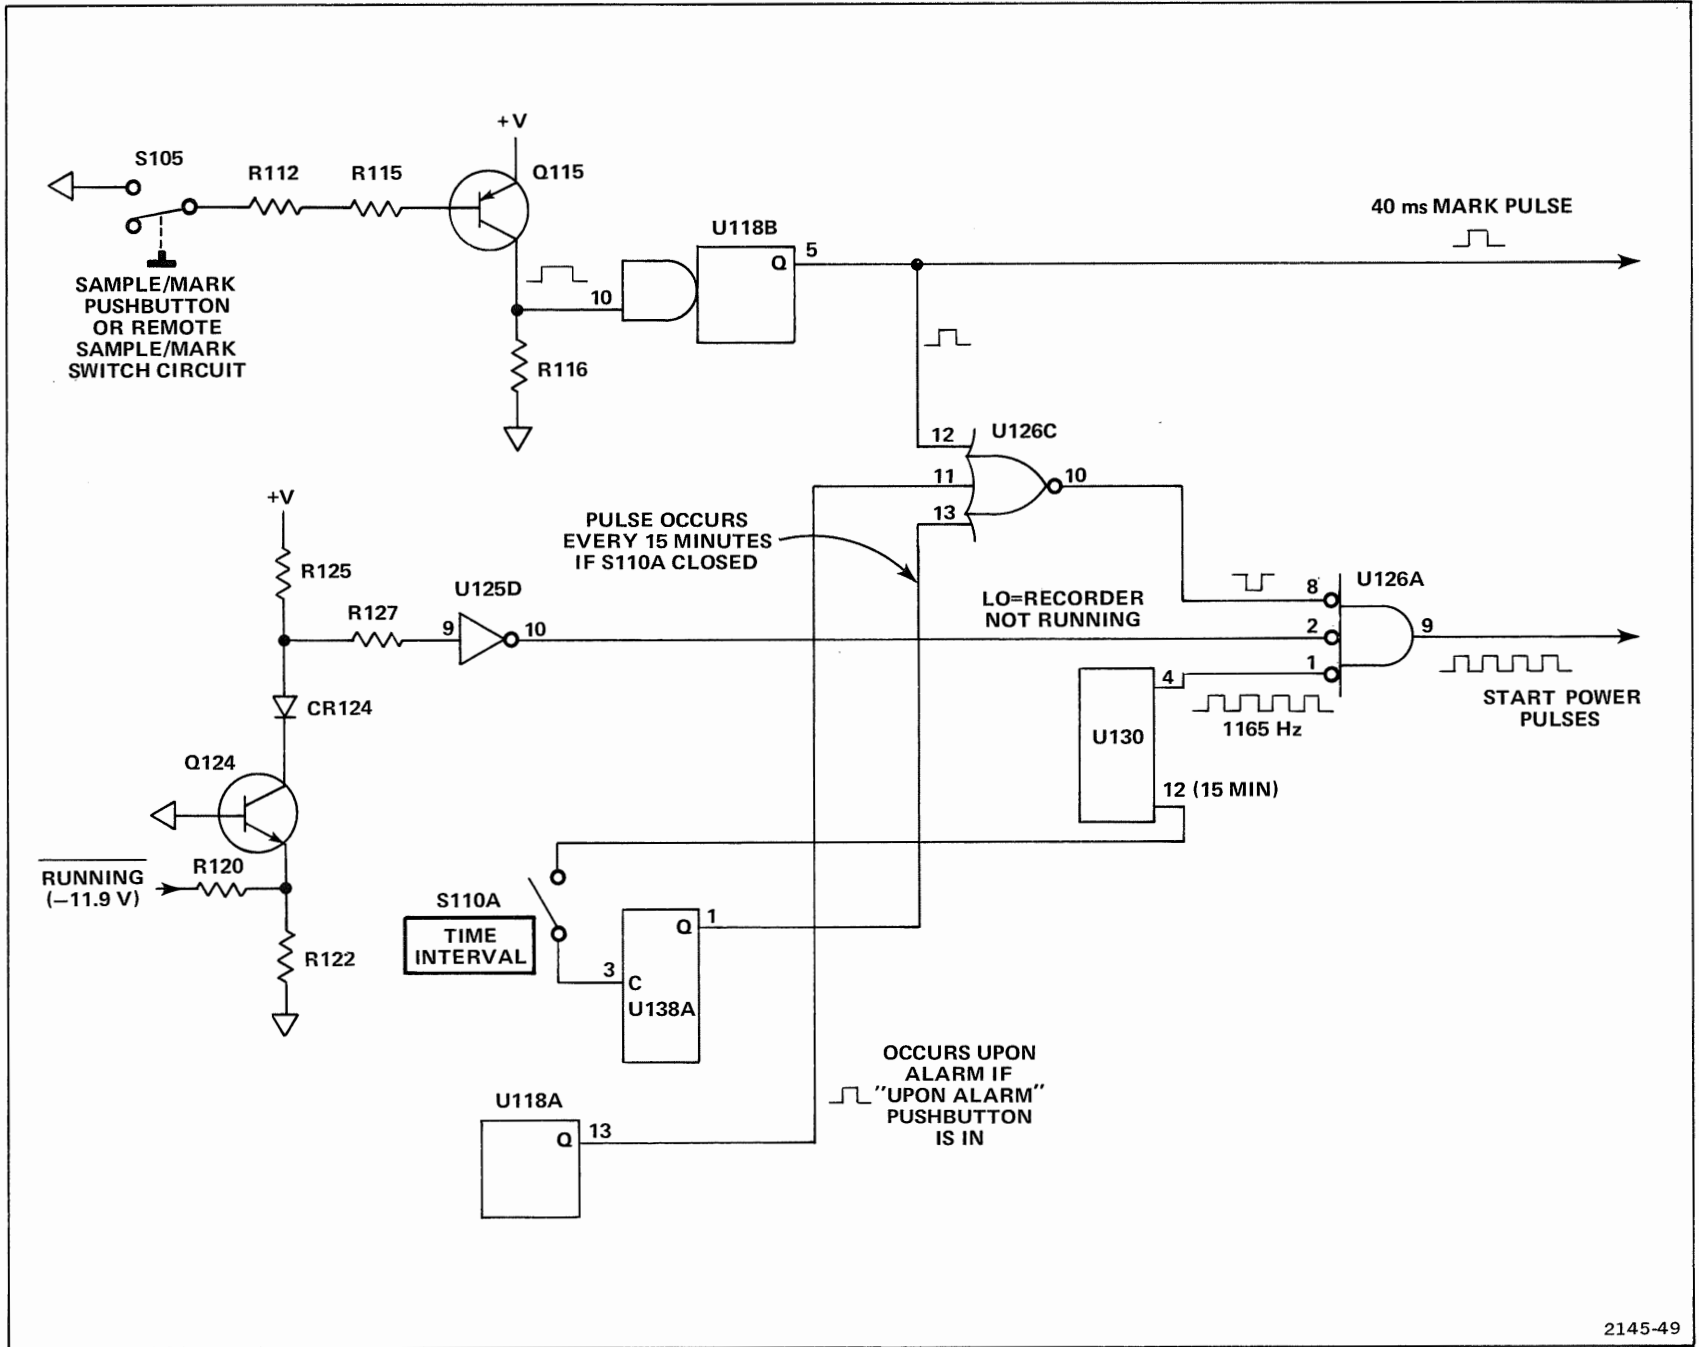 +V
S105
R112
R115
Q115
40 ms MARK PULSE
U118B
5
Q
10
SAMPLE/MARK
PUSHBUTTON
OR REMOTE
SAMPLE/MARK
SWITCH CIRCUIT
R116
12
U126C
11
10
13
+V
PULSE OCCURS
EVERY 15 MINUTES
IF S110A CLOSED
R125
U125D
R127
9
10
LO=RECORDER
NOT RUNNING
8
U126A
2
9
1
CR124
4
START POWER
PULSES
1165 Hz
U130
Q124
12 (15 MIN)
RUNNING
(–11.9 V)
R120
S110A
TIME
INTERVAL
Q
1
R122
3
C
U138A
OCCURS UPON
ALARM IF
"UPON ALARM"
PUSHBUTTON
IS IN
U118A
Q
13
2145-49